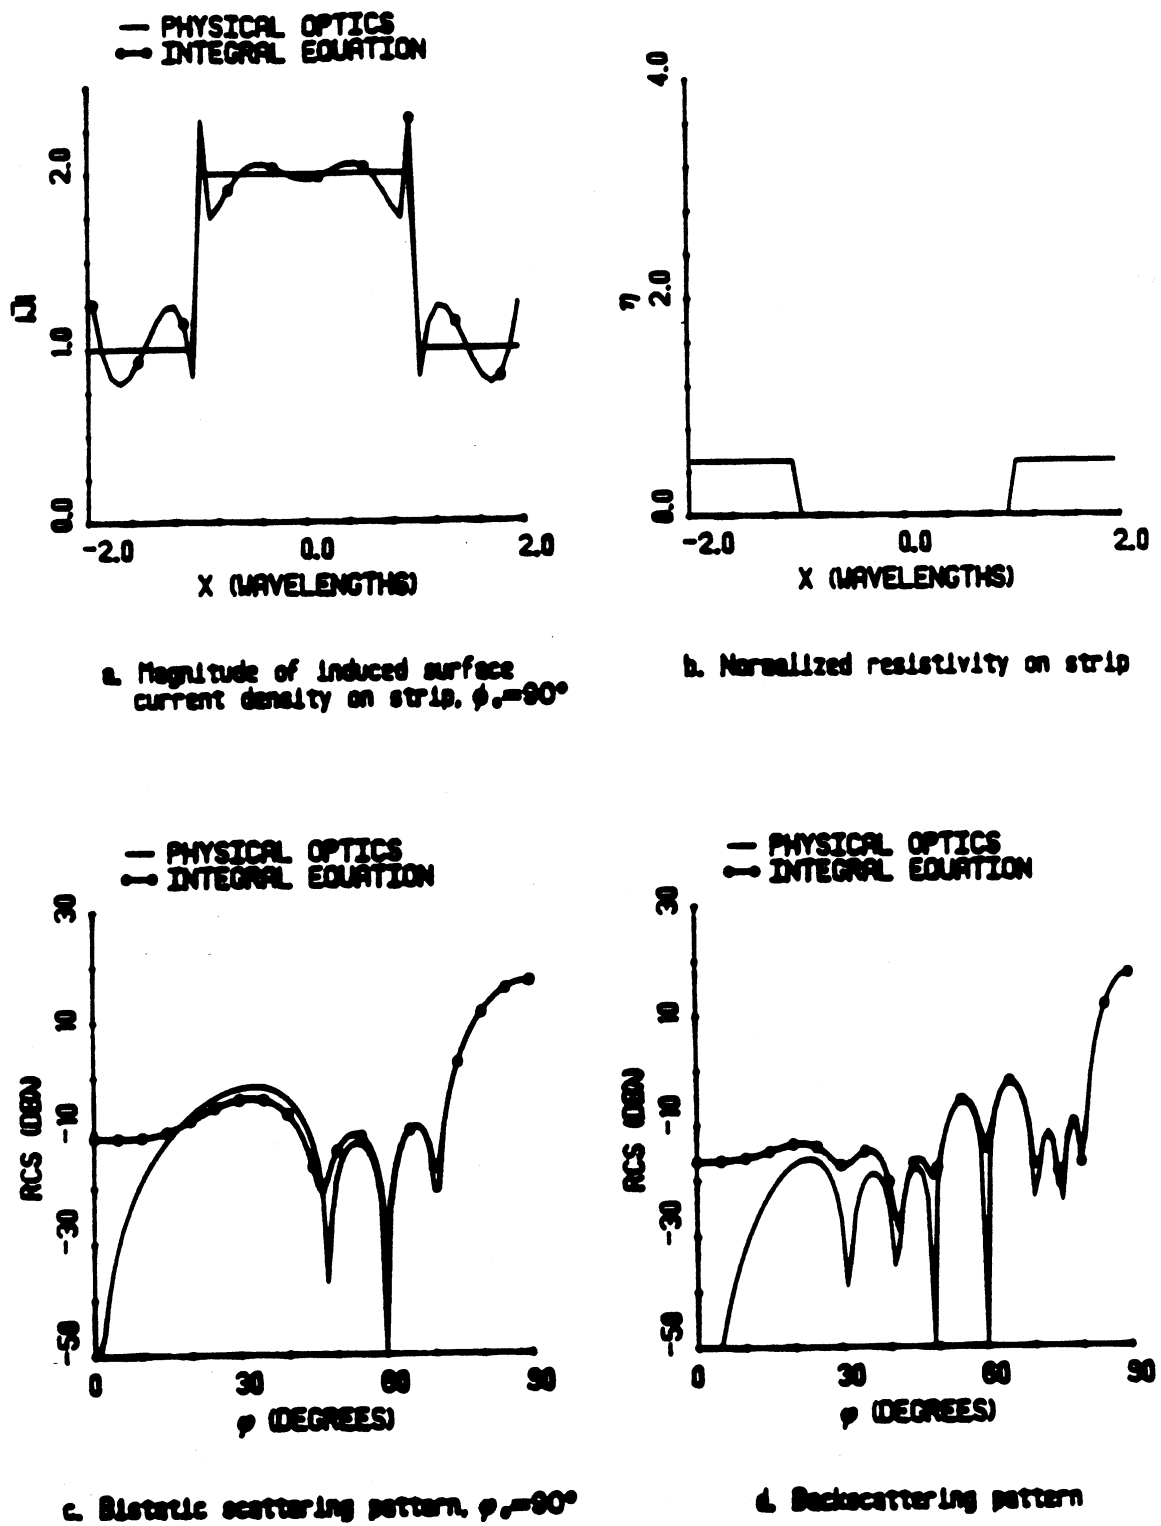 — PHYSICAL OPTICS
INTEGRAL EQUATION
2.0
1.0
0.0
|J|
-2.0 0.0 2.0
X (WAVELENGTHS)
a. Magnitude of induced surface
current density on strip, ϕ₀=90°
4.0
2.0
0.0
η
-2.0 0.0 2.0
X (WAVELENGTHS)
b. Normalized resistivity on strip
— PHYSICAL OPTICS
INTEGRAL EQUATION
30
10
-10
-30
-50
RCS (DBW)
0 30 60 90
φ (DEGREES)
c. Bistatic scattering pattern, φ₀=90°
— PHYSICAL OPTICS
INTEGRAL EQUATION
30
10
-10
-30
-50
RCS (DBW)
0 30 60 90
φ (DEGREES)
d. Backscattering pattern